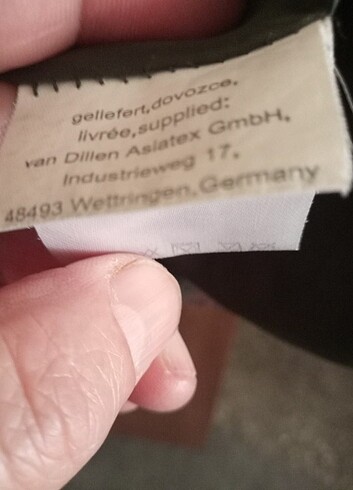 geliefert,dovozce,
livrée,supplied:
van Dillen Asiatex GmbH,
Industrieweg 17,
48493 Wettringen,Germany